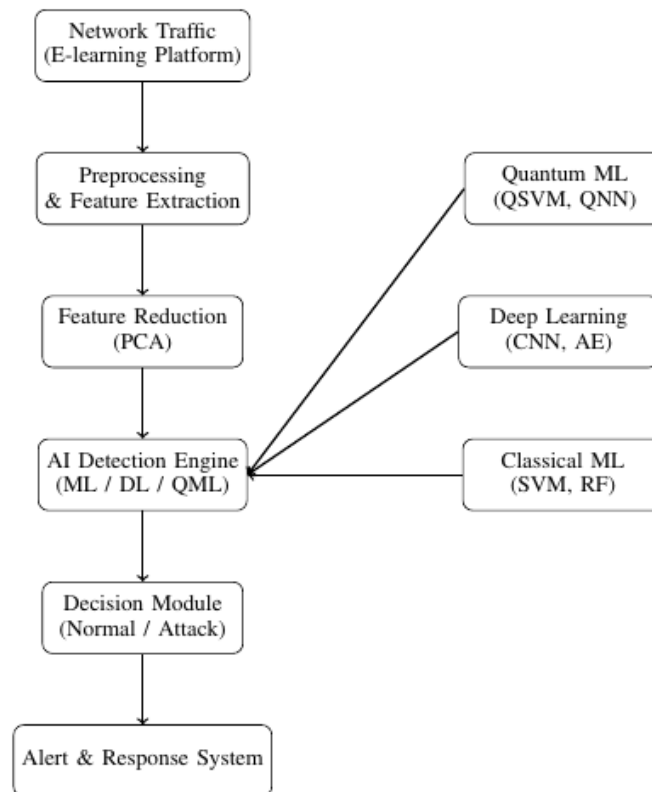 Network Traffic
(E-learning Platform)
Preprocessing
& Feature Extraction
Quantum ML
(QSVM, QNN)
Feature Reduction
(PCA)
Deep Learning
(CNN, AE)
AI Detection Engine
(ML / DL / QML)
Classical ML
(SVM, RF)
Decision Module
(Normal / Attack)
Alert & Response System